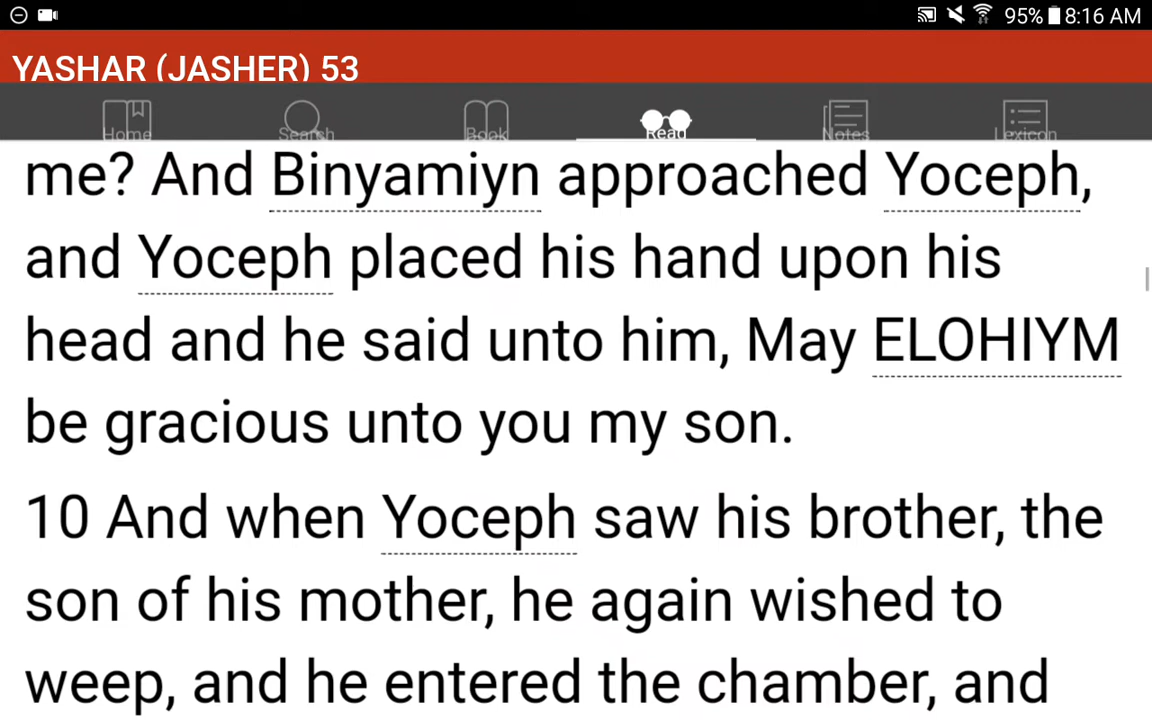 95% 8:16 AM
YASHAR (JASHER) 53
Home Search Book Read Notes Lexicon
me? And Binyamiyn approached Yoceph,
and Yoceph placed his hand upon his
head and he said unto him, May ELOHIYM
be gracious unto you my son.
10 And when Yoceph saw his brother, the
son of his mother, he again wished to
weep, and he entered the chamber, and